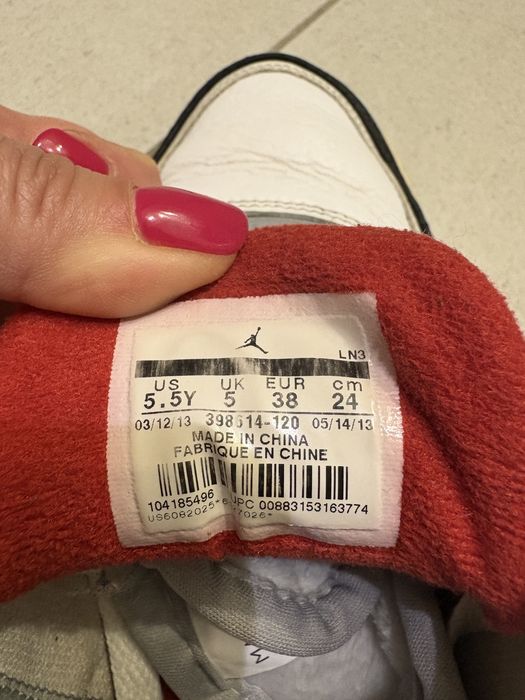 LN3
US UK EUR cm
5.5Y 5 38 24
03/12/13 398614-120 05/14/13
MADE IN CHINA
FABRIQUE EN CHINE
104185496 UPC 00883153163774